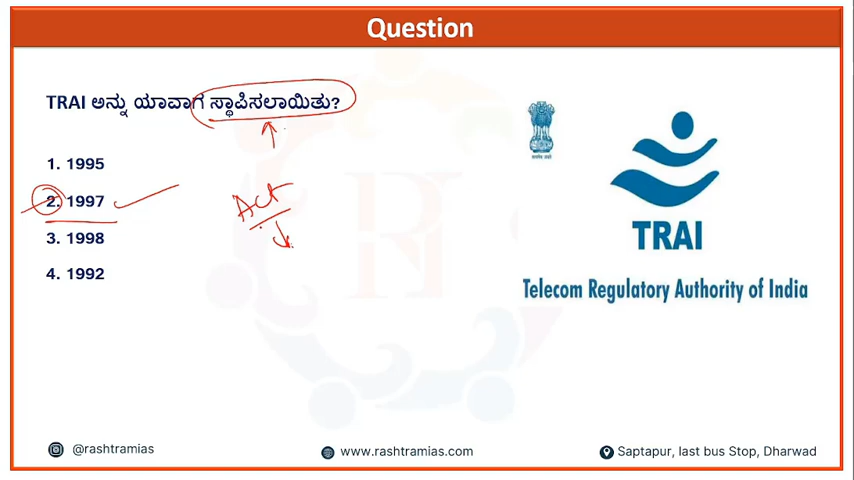 Question
TRAI ಅನ್ನು ಯಾವಾಗ ಸ್ಥಾಪಿಸಲಾಯಿತು?
1. 1995
2. 1997
3. 1998
4. 1992
Act
TRAI
Telecom Regulatory Authority of India
@rashtramias
www.rashtramias.com
Saptapur, last bus Stop, Dharwad